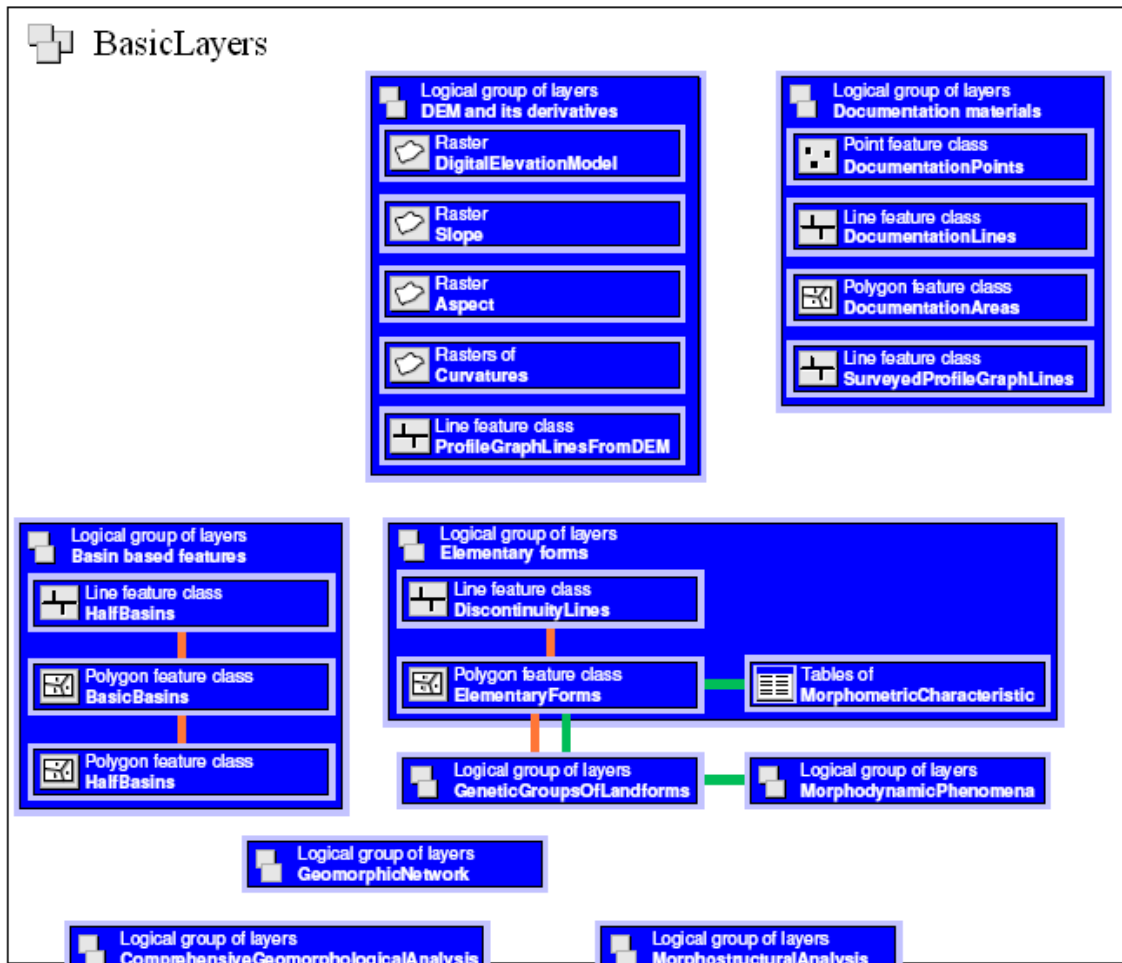 BasicLayers
Logical group of layers
DEM and its derivatives
Raster
DigitalElevationModel
Raster
Slope
Raster
Aspect
Rasters of
Curvatures
Line feature class
ProfileGraphLinesFromDEM
Logical group of layers
Documentation materials
Point feature class
DocumentationPoints
Line feature class
DocumentationLines
Polygon feature class
DocumentationAreas
Line feature class
SurveyedProfileGraphLines
Logical group of layers
Basin based features
Line feature class
HalfBasins
Polygon feature class
BasicBasins
Polygon feature class
HalfBasins
Logical group of layers
Elementary forms
Line feature class
DiscontinuityLines
Polygon feature class
ElementaryForms
Tables of
MorphometricCharacteristic
Logical group of layers
GeneticGroupsOfLandforms
Logical group of layers
MorphodynamicPhenomena
Logical group of layers
GeomorphicNetwork
Logical group of layers
ComprehensiveGeomorphologicalAnalysis
Logical group of layers
MorphostructuralAnalysis